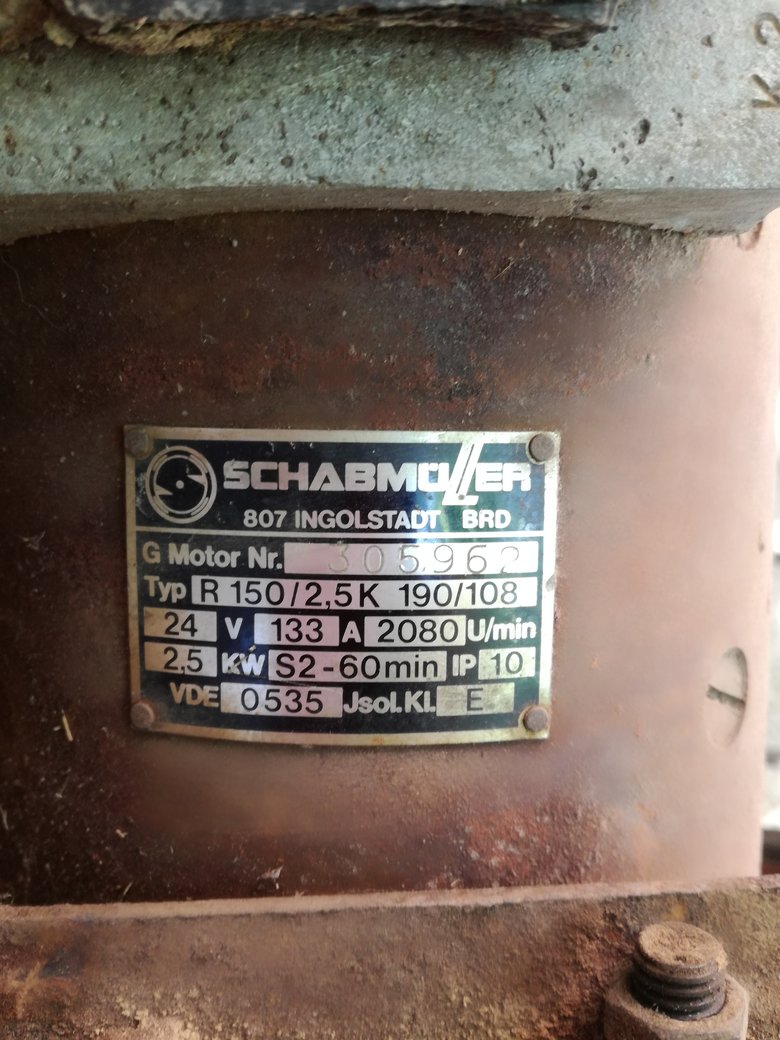 K2
SCHABMÜLLER
807 INGOLSTADT BRD
G Motor Nr. 305962
Typ R 150/2,5K 190/108
24 V 133 A 2080 U/min
2,5 KW S2-60min IP 10
VDE 0535 Jsol.Kl. E